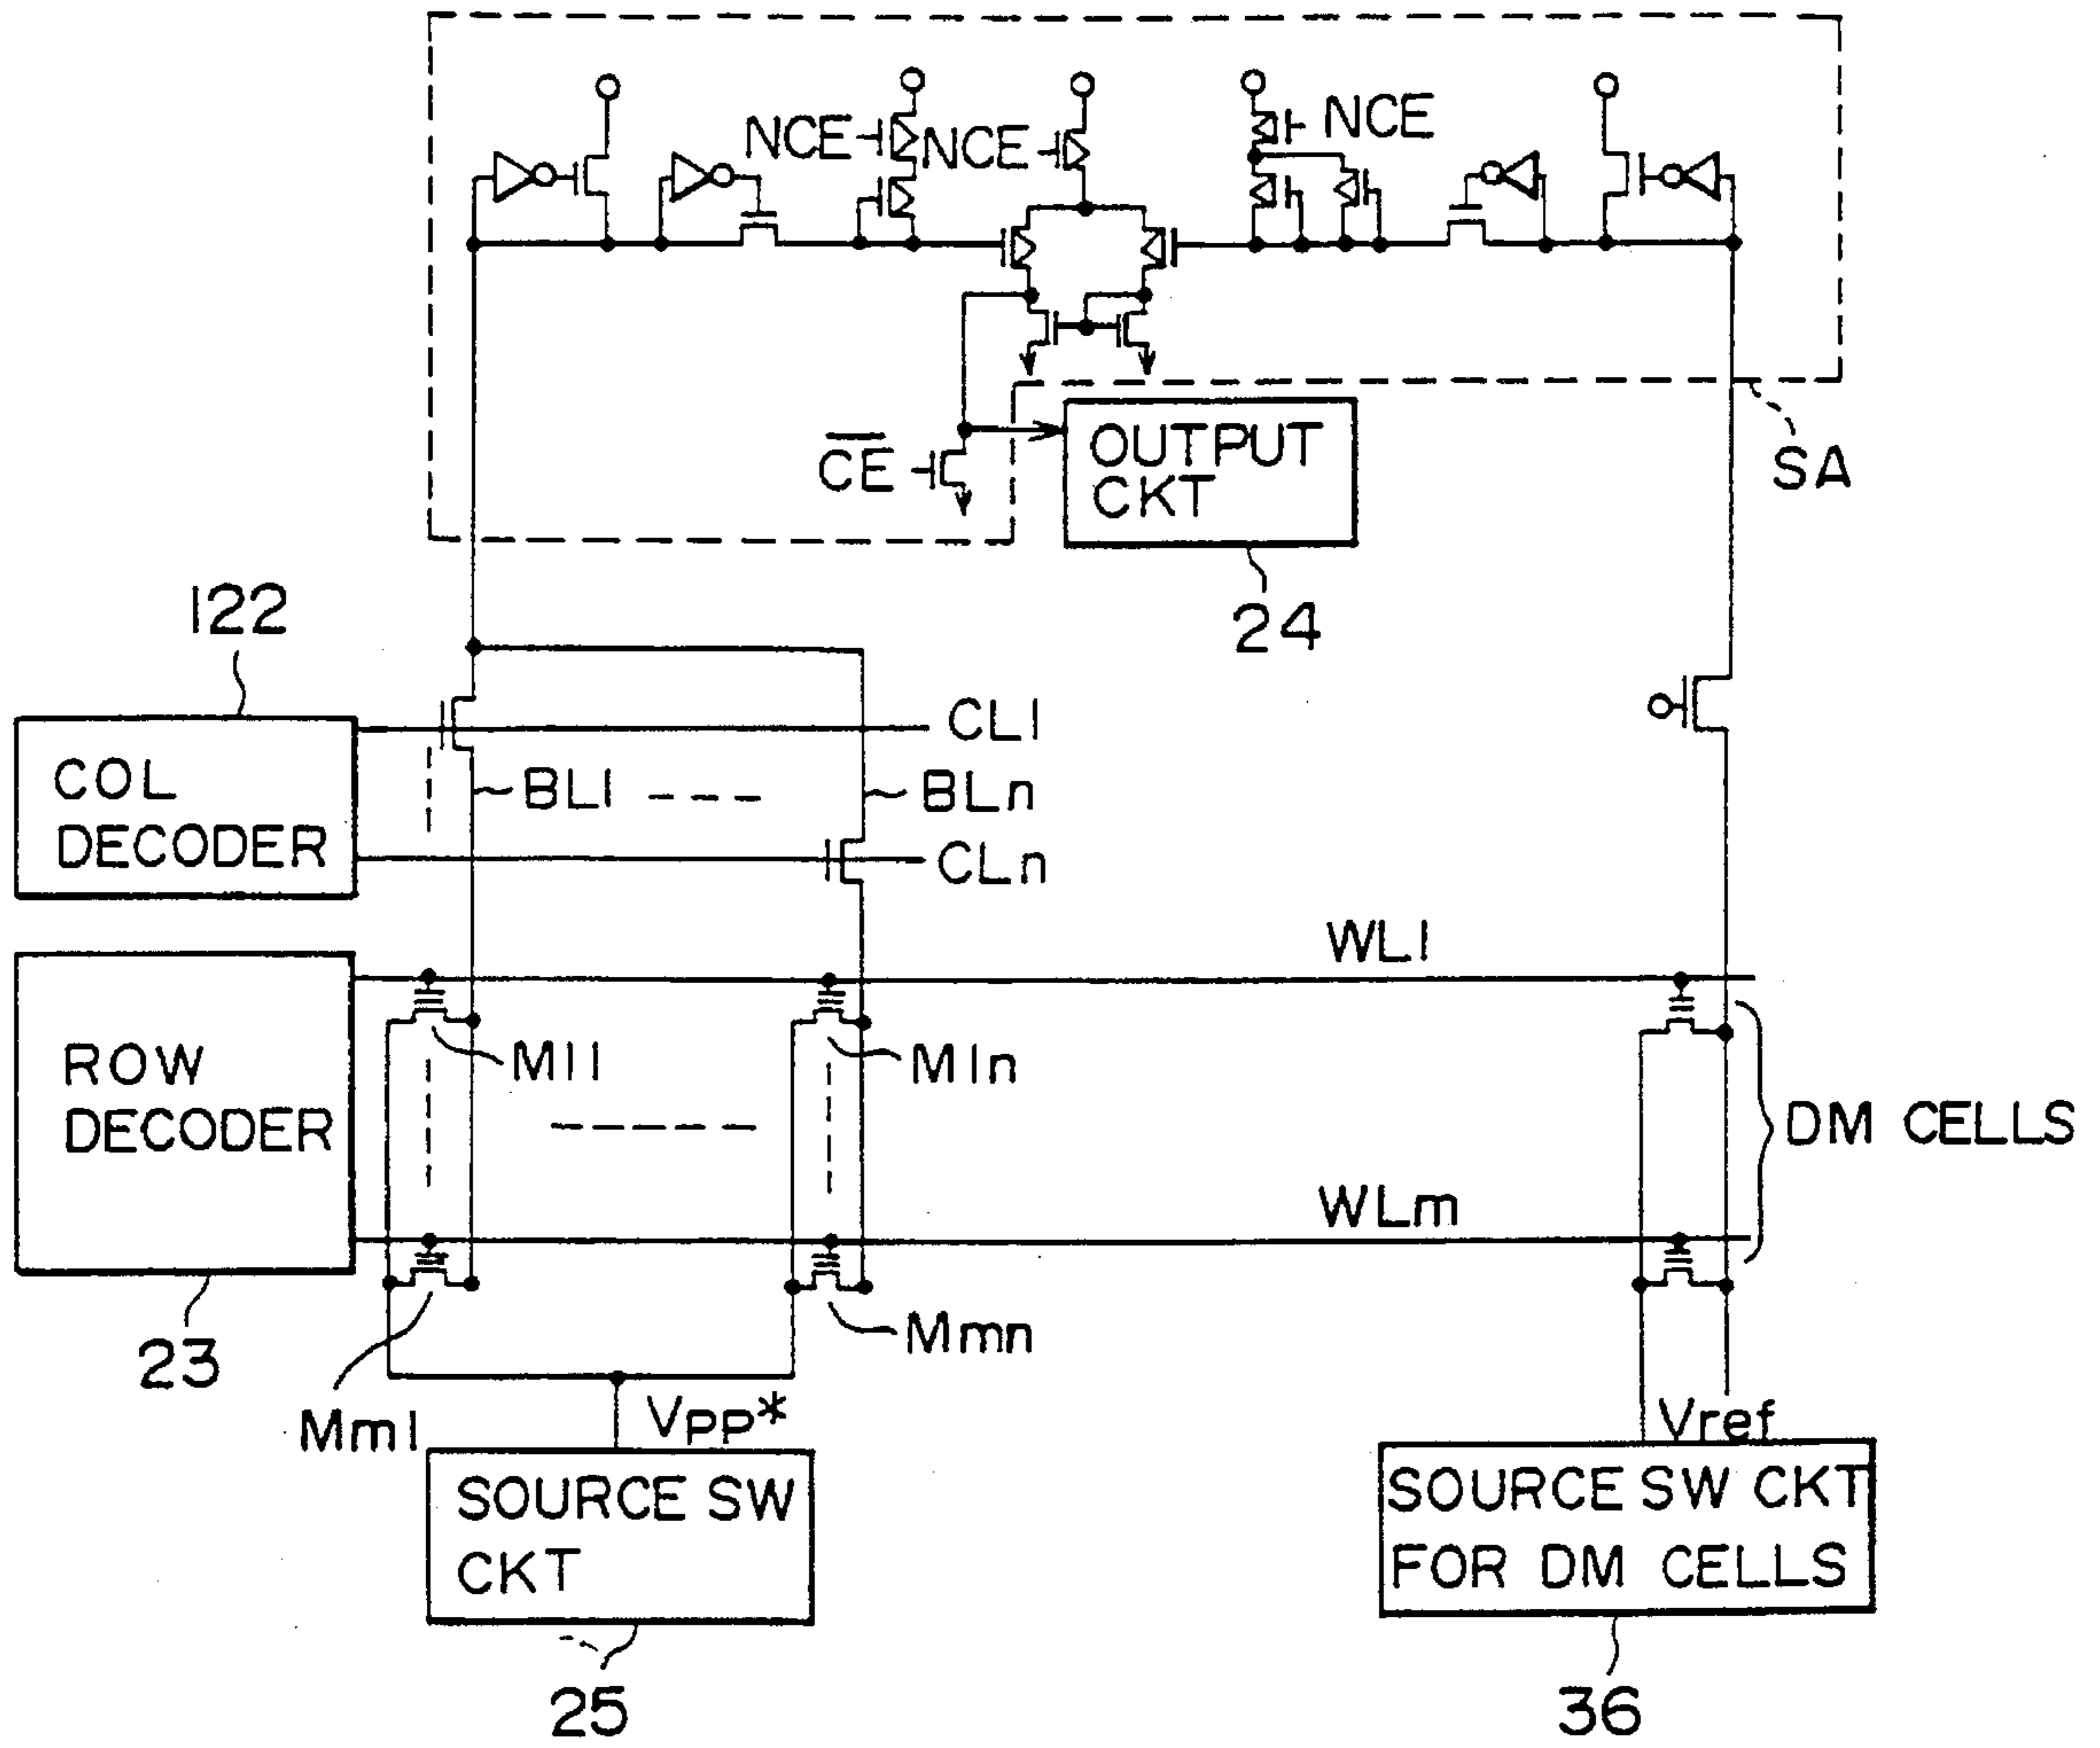 NCE
NCE
NCE
CE
OUTPUT
CKT
SA
24
122
COL
DECODER
CL1
BL1
BLn
CLn
ROW
DECODER
WL1
M11
M1n
DM CELLS
WLm
23
Mm1
Mmn
VPP*
Vref
SOURCE SW
CKT
SOURCE SW CKT
FOR DM CELLS
25
36